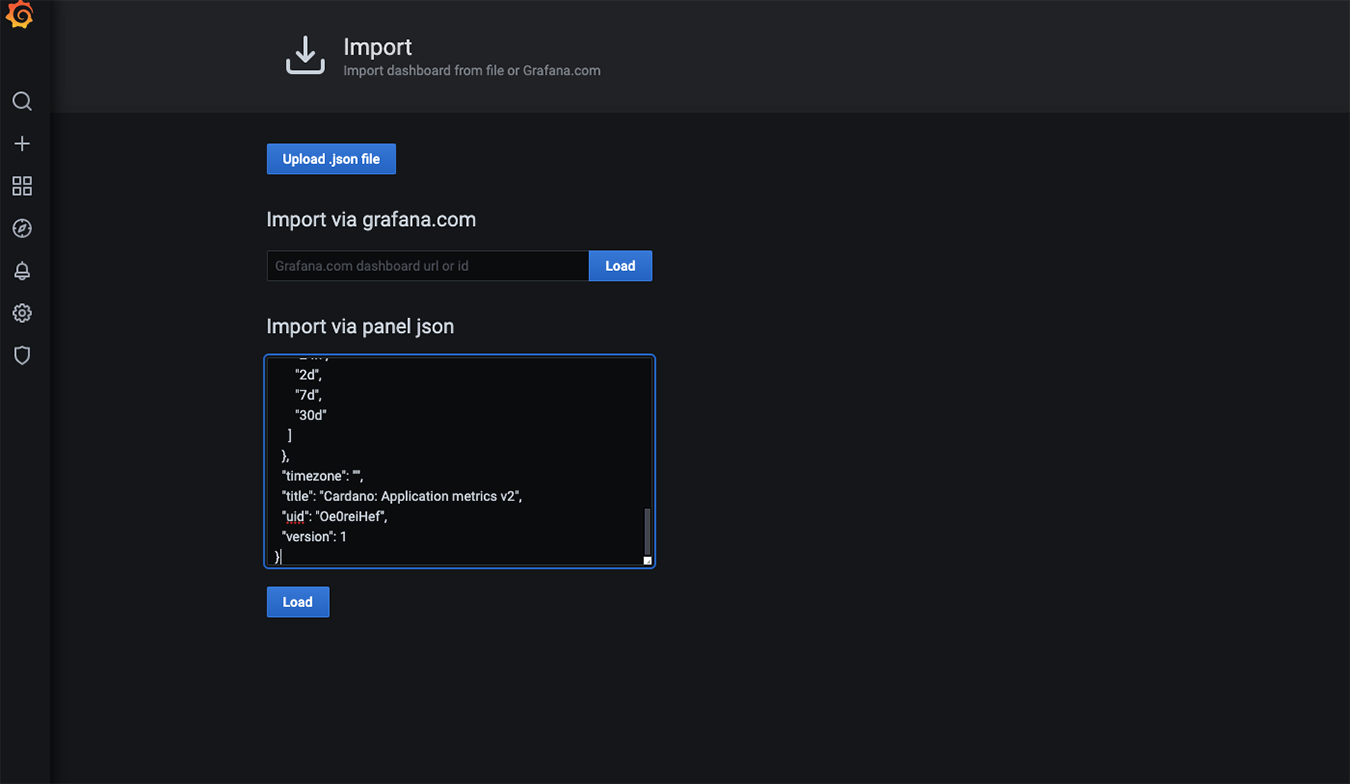 Import
Import dashboard from file or Grafana.com
Upload .json file
Import via grafana.com
Grafana.com dashboard url or id
Load
Import via panel json
"2d",
"7d",
"30d"
]
},
"timezone": "",
"title": "Cardano: Application metrics v2",
"uid": "Oe0reiHef",
"version": 1
}
Load